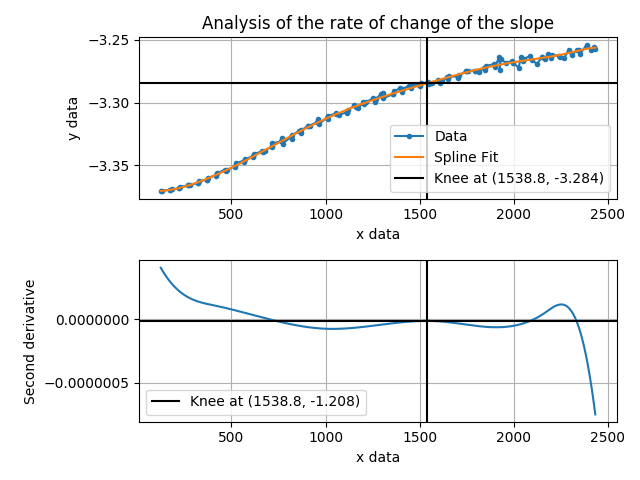 Analysis of the rate of change of the slope
−3.25
−3.30
−3.35
y data
Data
Spline Fit
Knee at (1538.8, -3.284)
500
1000
1500
2000
2500
x data
0.0000000
−0.0000005
Second derivative
Knee at (1538.8, -1.208)
500
1000
1500
2000
2500
x data